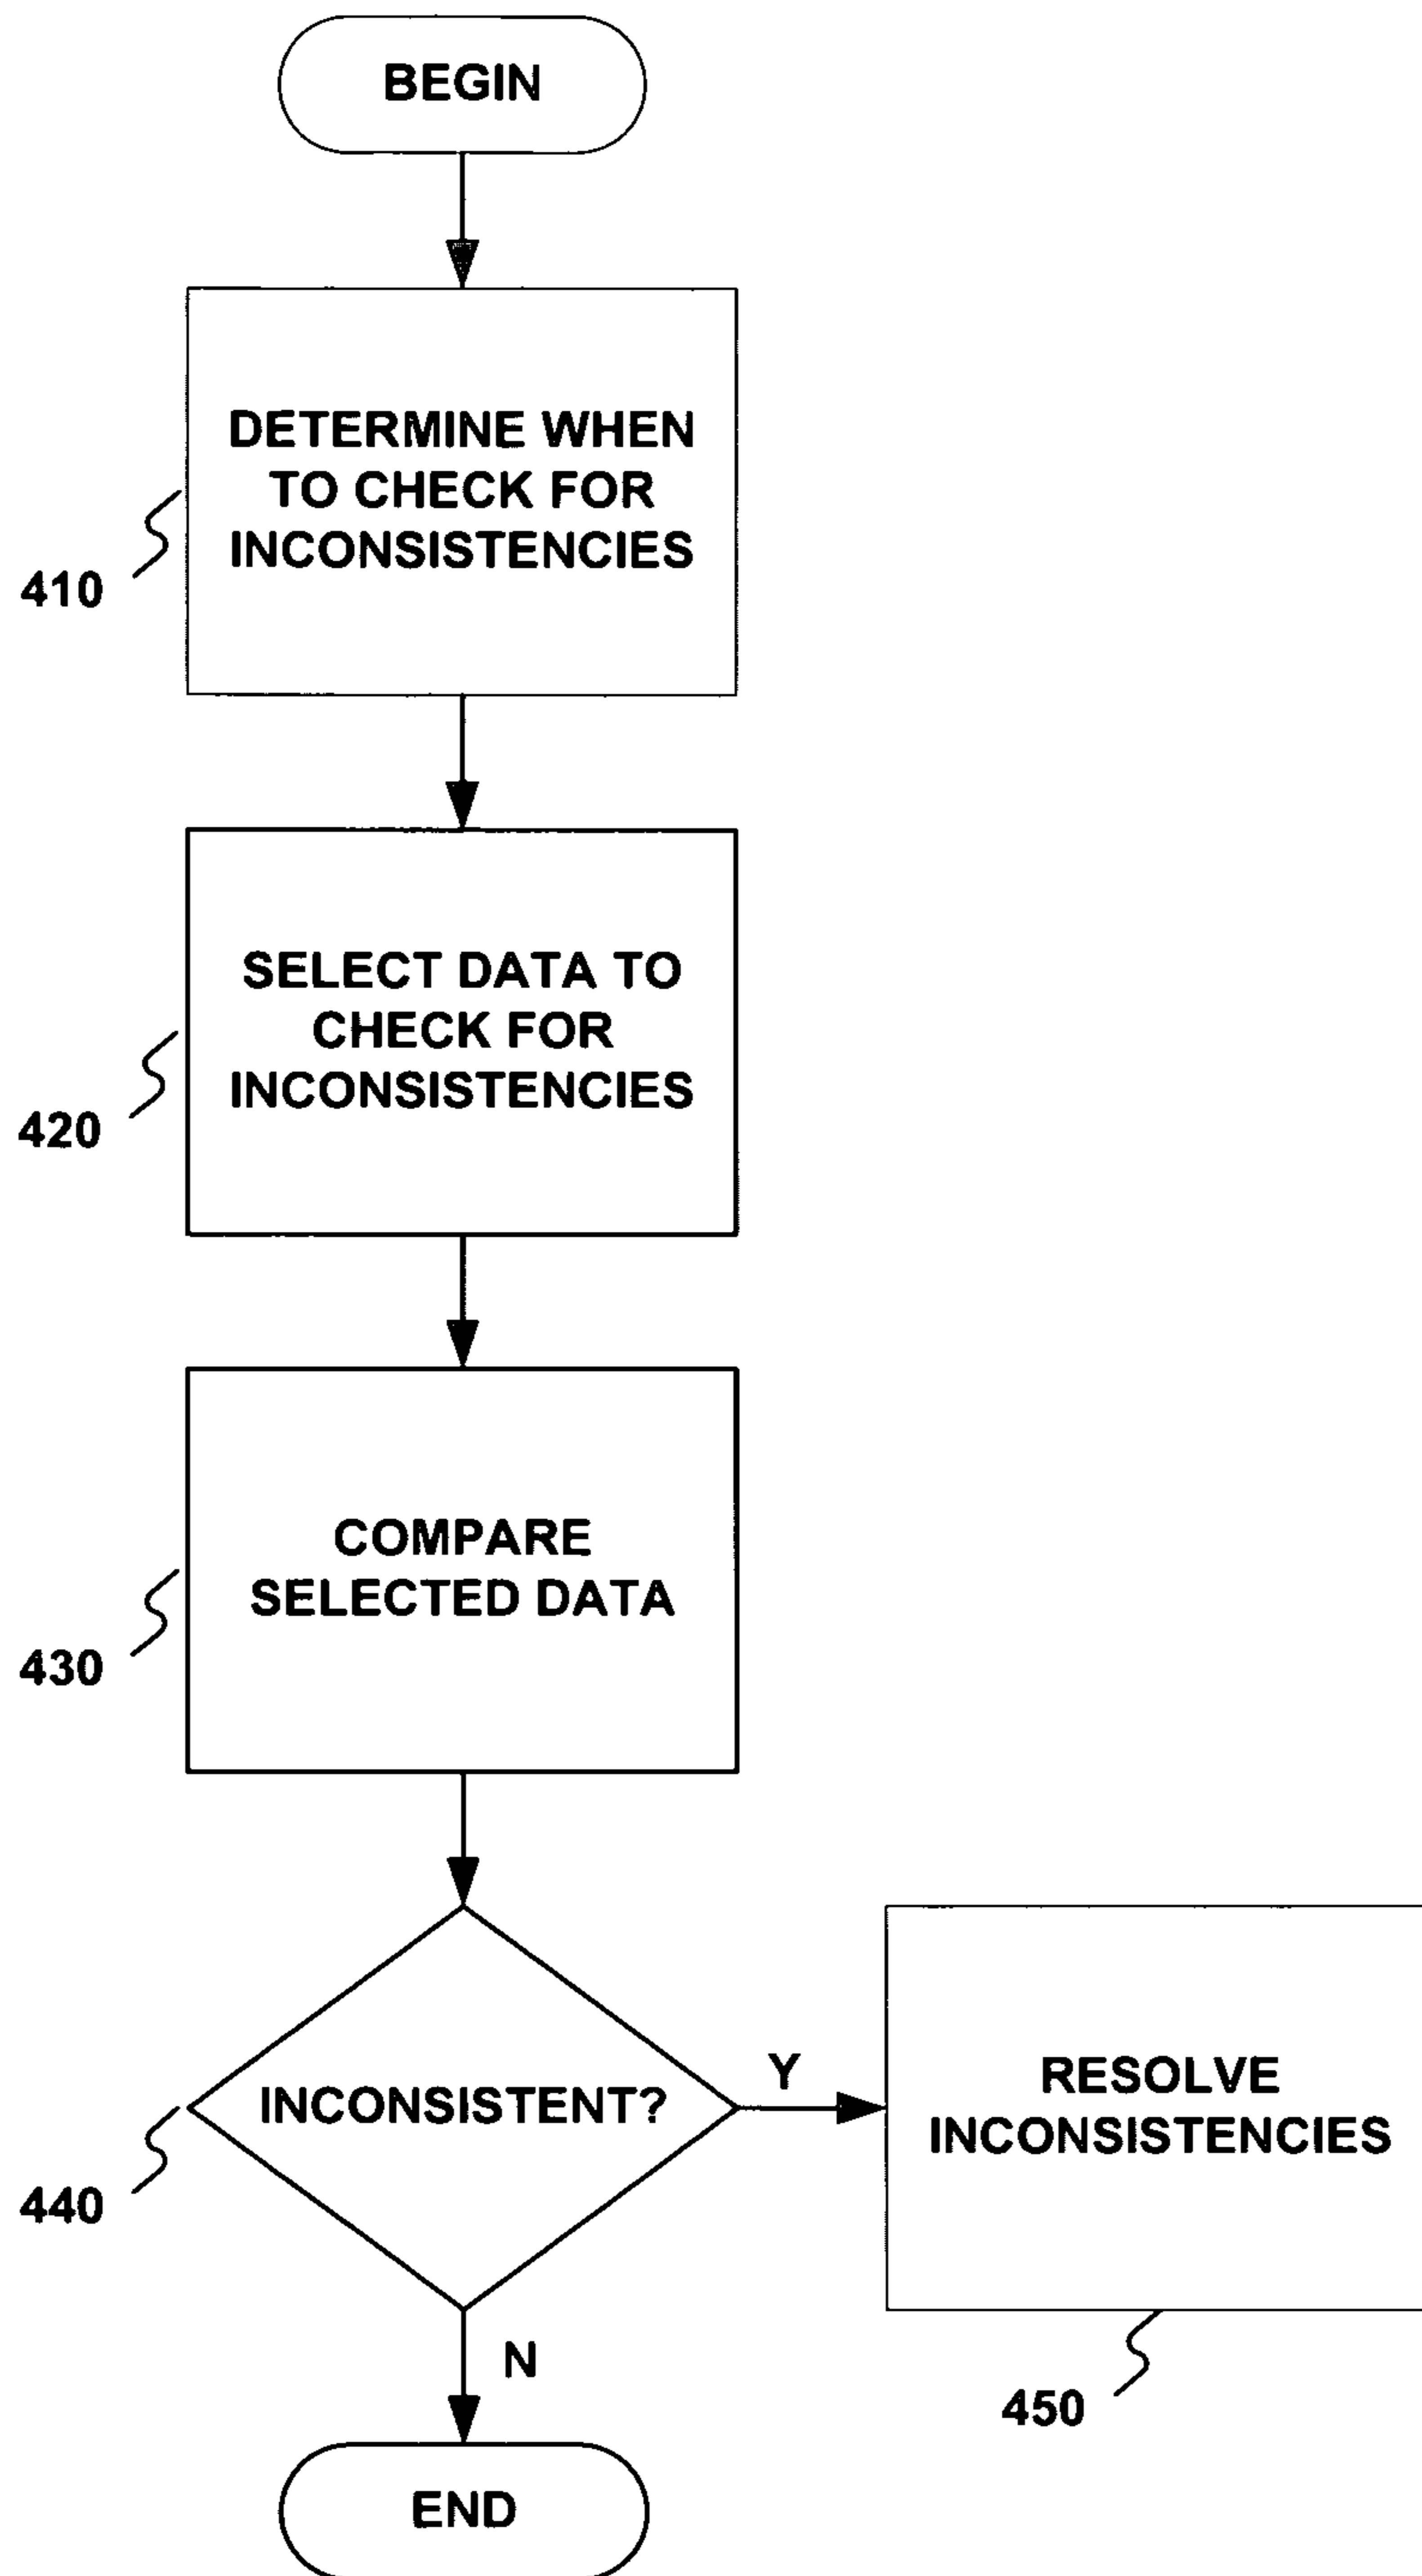 BEGIN
DETERMINE WHEN
TO CHECK FOR
INCONSISTENCIES
410
SELECT DATA TO
CHECK FOR
INCONSISTENCIES
420
COMPARE
SELECTED DATA
430
INCONSISTENT?
440
Y
RESOLVE
INCONSISTENCIES
450
N
END